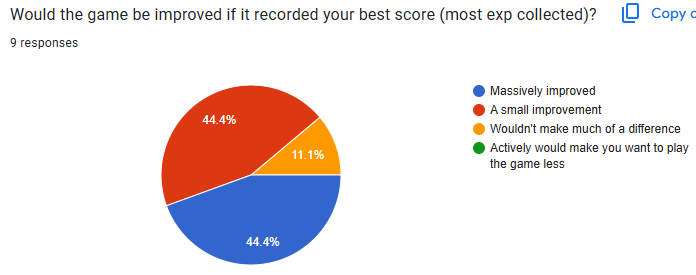 Would the game be improved if it recorded your best score (most exp collected)?
Copy c
9 responses
Massively improved
A small improvement
Wouldn't make much of a difference
Actively would make you want to play
the game less
44.4%
11.1%
44.4%